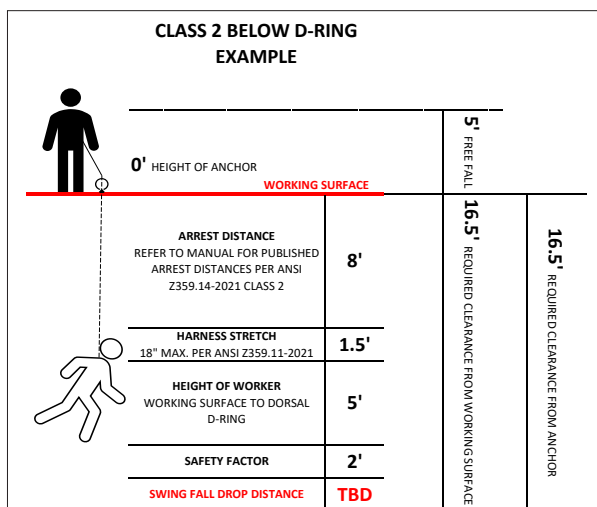 CLASS 2 BELOW D-RING
EXAMPLE
0' HEIGHT OF ANCHOR
WORKING SURFACE
5' FREE FALL
ARREST DISTANCE
REFER TO MANUAL FOR PUBLISHED
ARREST DISTANCES PER ANSI
Z359.14-2021 CLASS 2
8'
HARNESS STRETCH
18" MAX. PER ANSI Z359.11-2021
1.5'
HEIGHT OF WORKER
WORKING SURFACE TO DORSAL
D-RING
5'
SAFETY FACTOR
2'
SWING FALL DROP DISTANCE
TBD
16.5' REQUIRED CLEARANCE FROM WORKING SURFACE
16.5' REQUIRED CLEARANCE FROM ANCHOR